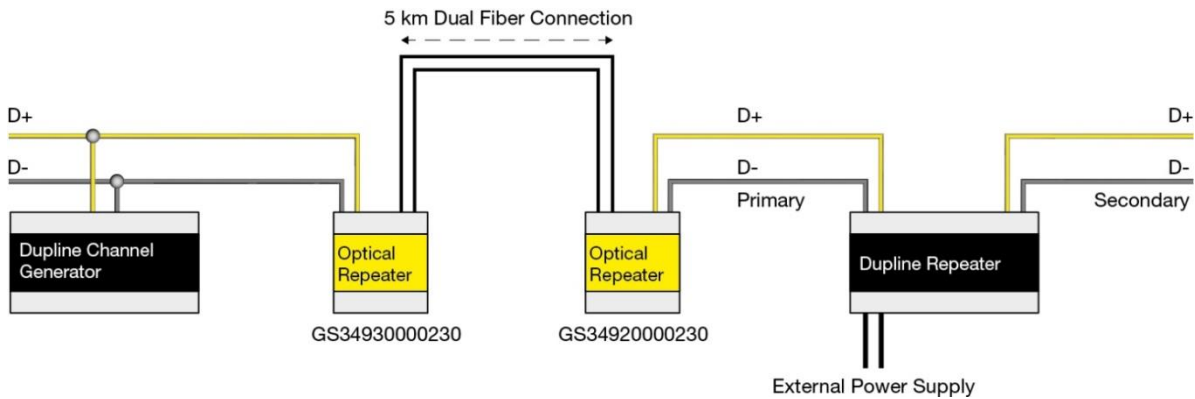 5 km Dual Fiber Connection
D+
D+
D+
D-
D-
D-
Primary
Secondary
Dupline Channel
Generator
Optical
Repeater
Optical
Repeater
Dupline Repeater
GS34930000230
GS34920000230
External Power Supply